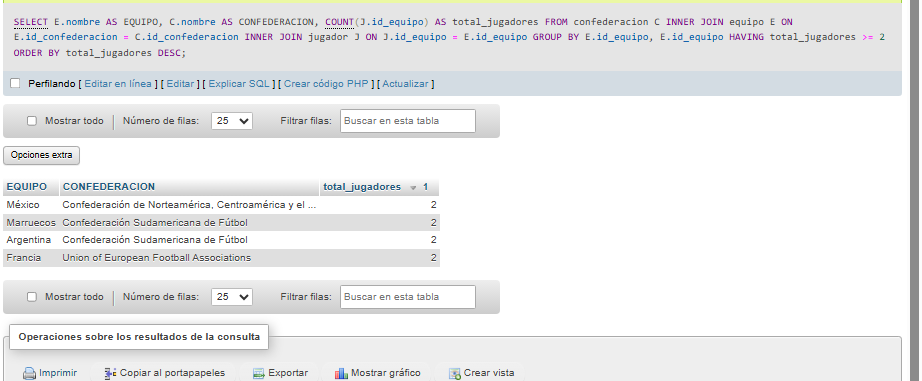 SELECT E.nombre AS EQUIPO, C.nombre AS CONFEDERACION, COUNT(J.id_equipo) AS total_jugadores FROM confederacion C INNER JOIN equipo E ON
E.id_confederacion = C.id_confederacion INNER JOIN jugador J ON J.id_equipo = E.id_equipo GROUP BY E.id_equipo, E.id_equipo HAVING total_jugadores >= 2
ORDER BY total_jugadores DESC;
Perfilando [ Editar en línea ] [ Editar ] [ Explicar SQL ] [ Crear código PHP ] [ Actualizar ]
Mostrar todo | Número de filas: 25 Filtrar filas: Buscar en esta tabla
Opciones extra
EQUIPO CONFEDERACION total_jugadores 1
México Confederación de Norteamérica, Centroamérica y el ... 2
Marruecos Confederación Sudamericana de Fútbol 2
Argentina Confederación Sudamericana de Fútbol 2
Francia Union of European Football Associations 2
Mostrar todo | Número de filas: 25 Filtrar filas: Buscar en esta tabla
Operaciones sobre los resultados de la consulta
Imprimir Copiar al portapapeles Exportar Mostrar gráfico Crear vista